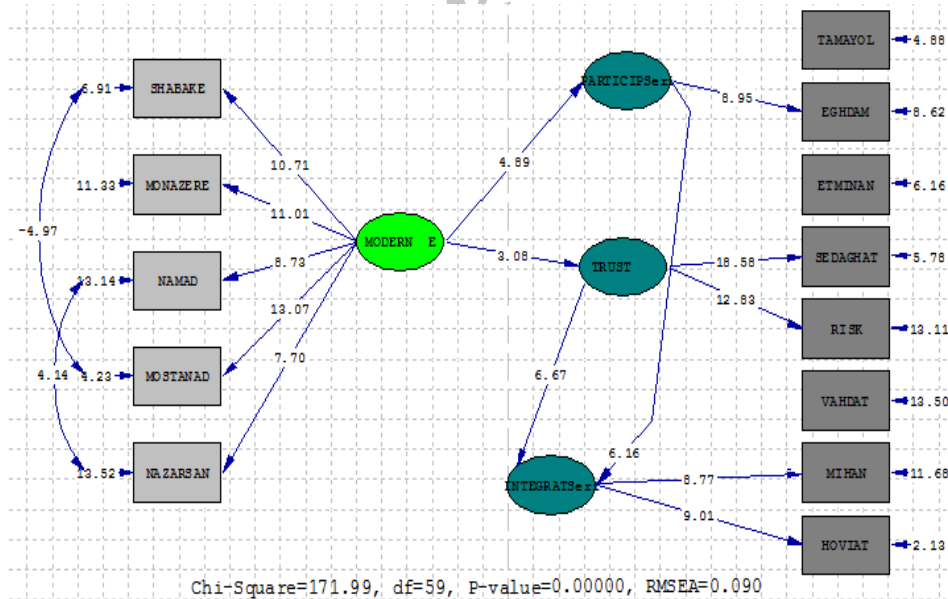 6.91
SHABAKE
11.33
MONAZERE
-4.97
13.14
NAMAD
4.14
4.23
MOSTANAD
13.52
NAZARSAN
10.71
11.01
8.73
13.07
7.70
MODERN E
4.89
3.08
PARTICIPSer
TRUST
INTEGRATSer
6.67
6.16
8.95
18.58
12.83
8.77
9.01
TAMAYOL
4.88
EGHDAM
8.62
ETMINAN
6.16
SEDAGHAT
5.78
RISK
13.11
VAHDAT
13.50
MIHAN
11.68
HOVIAT
2.13
Chi-Square=171.99, df=59, P-value=0.00000, RMSEA=0.090